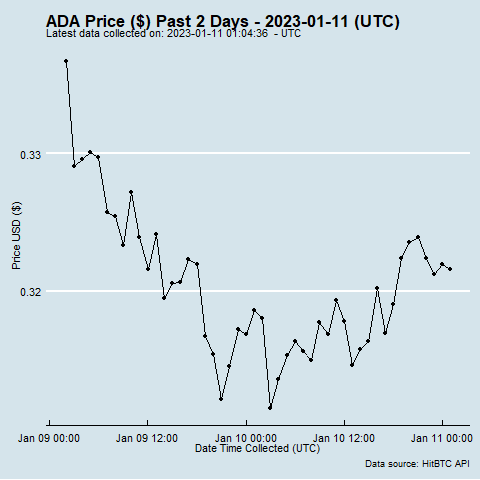 ADA Price ($) Past 2 Days - 2023-01-11 (UTC)
Latest data collected on: 2023-01-11 01:04:36 - UTC
0.33
Price USD ($)
0.32
Jan 09 00:00 Jan 09 12:00 Jan 10 00:00 Jan 10 12:00 Jan 11 00:00
Date Time Collected (UTC)
Data source: HitBTC API